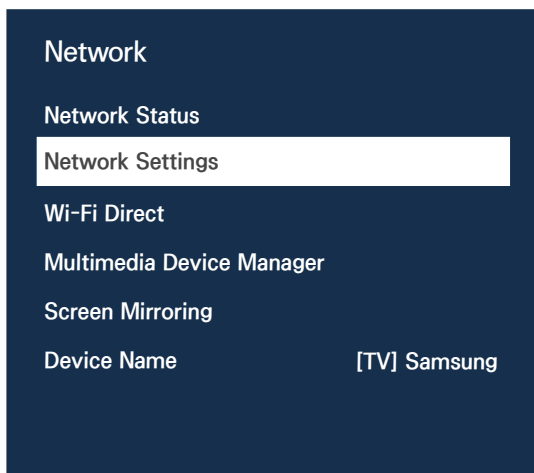 Network
Network Status
Network Settings
Wi-Fi Direct
Multimedia Device Manager
Screen Mirroring
Device Name [TV] Samsung